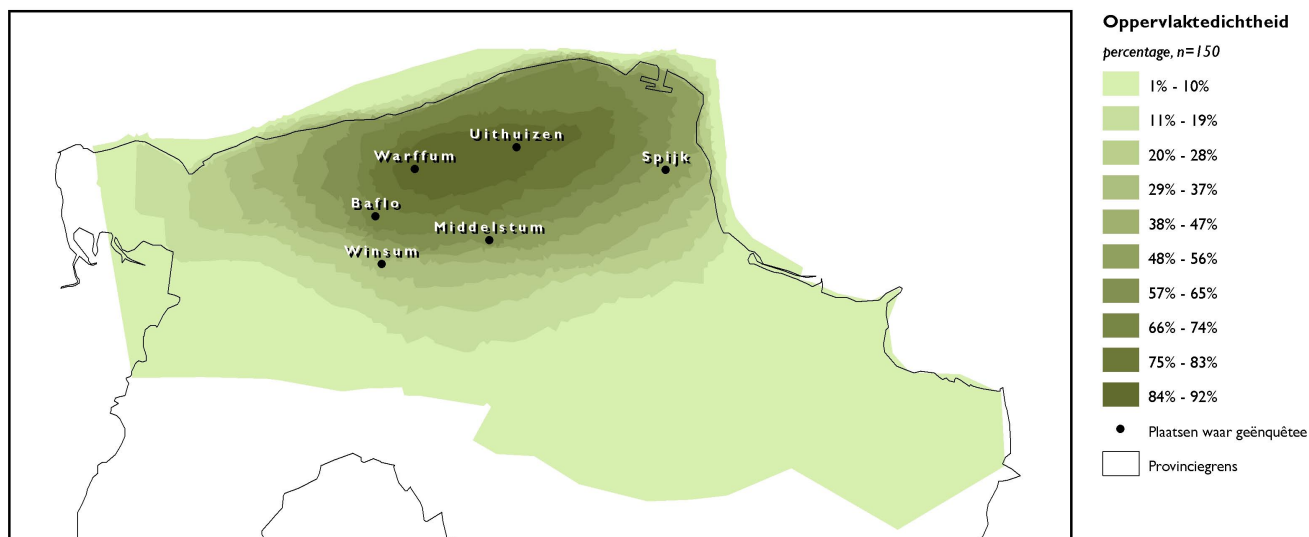 Uithuizen
Warffum
Spijk
Baflo
Middelstum
Winsum
Oppervlaktedichtheid
percentage, n=150
1% - 10%
11% - 19%
20% - 28%
29% - 37%
38% - 47%
48% - 56%
57% - 65%
66% - 74%
75% - 83%
84% - 92%
Plaatsen waar geënquêtee
Provinciegrens